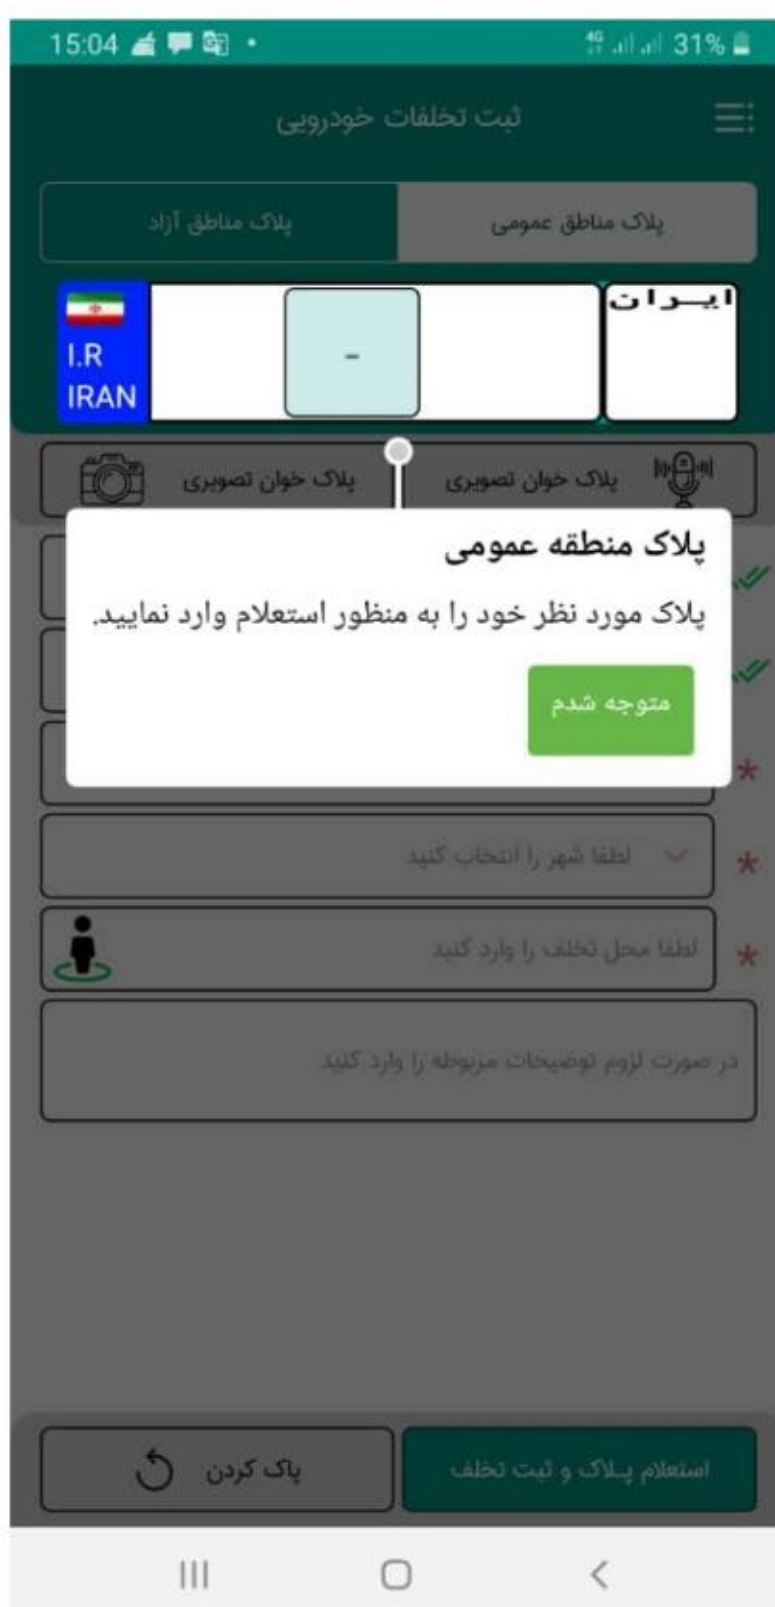 15:04
4G 31%
ثبت تخلفات خودرویی
پلاک مناطق عمومی
پلاک مناطق آزاد
ایـــران
-
I.R
IRAN
پلاک خوان تصویری
پلاک خوان تصویری
پلاک منطقه عمومی
پلاک مورد نظر خود را به منظور استعلام وارد نمایید.
متوجه شدم
*
لطفا شهر را انتخاب کنید
*
لطفا محل تخلف را وارد کنید
*
در صورت لزوم توضیحات مربوطه را وارد کنید
استعلام پـلاک و ثبت تخلف
پاک کردن